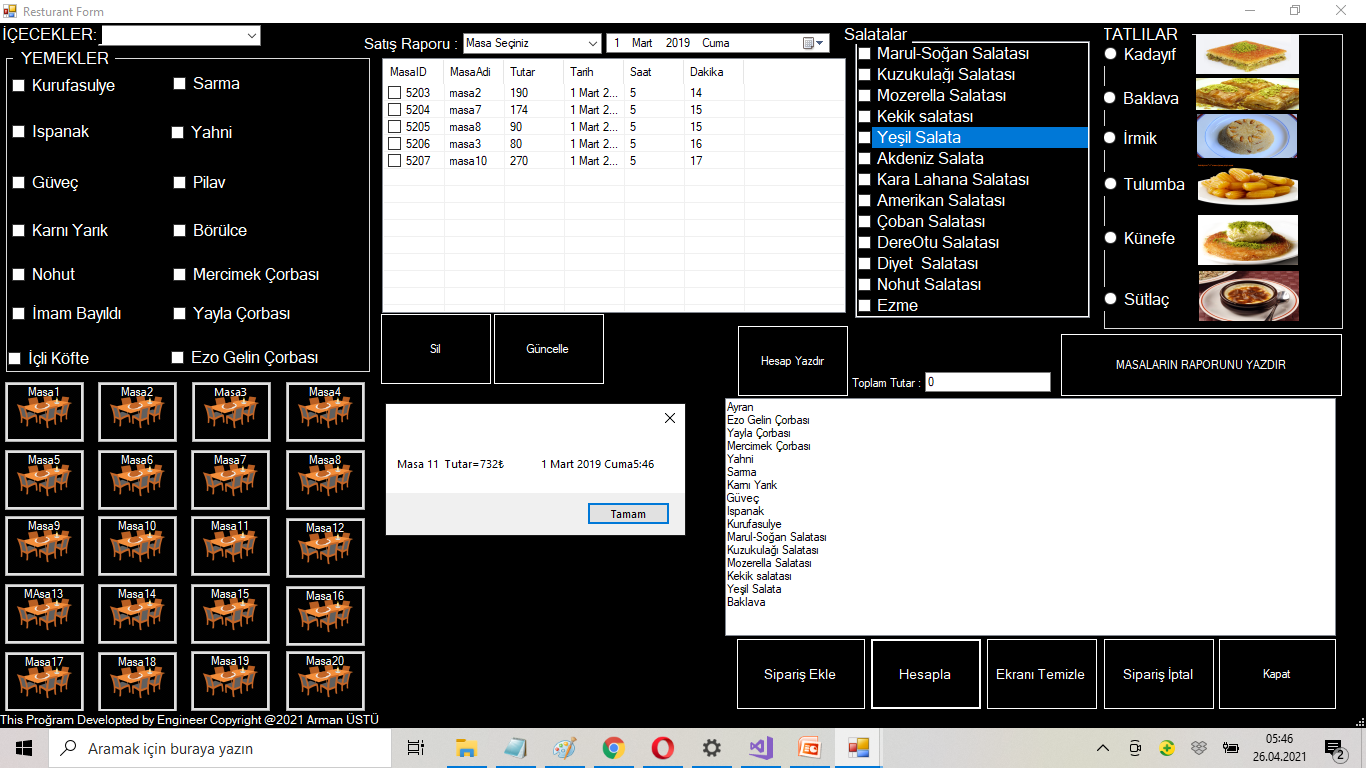 Resturant Form
İÇECEKLER:
YEMEKLER
Kurufasulye
Sarma
Ispanak
Yahni
Güveç
Pilav
Karnı Yarık
Börülce
Nohut
Mercimek Çorbası
İmam Bayıldı
Yayla Çorbası
İçli Köfte
Ezo Gelin Çorbası
Satış Raporu :
Masa Seçiniz
1 Mart 2019 Cuma
MasaID MasaAdi Tutar Tarih Saat Dakika
5203 masa2 190 1 Mart 2... 5 14
5204 masa7 174 1 Mart 2... 5 15
5205 masa8 90 1 Mart 2... 5 15
5206 masa3 80 1 Mart 2... 5 16
5207 masa10 270 1 Mart 2... 5 17
Salatalar
Marul-Soğan Salatası
Kuzukulağı Salatası
Mozerella Salatası
Kekik salatası
Yeşil Salata
Akdeniz Salata
Kara Lahana Salatası
Amerikan Salatası
Çoban Salatası
DereOtu Salatası
Diyet  Salatası
Nohut Salatası
Ezme
TATLILAR
Kadayıf
Baklava
İrmik
Tulumba
Künefe
Sütlaç
Sil
Güncelle
Hesap Yazdır
Toplam Tutar :
0
MASALARIN RAPORUNU YAZDIR
Masa1
Masa2
Masa3
Masa4
Masa5
Masa6
Masa7
Masa8
Masa9
Masa10
Masa11
Masa12
MAsa13
Masa14
Masa15
Masa16
Masa17
Masa18
Masa19
Masa20
Masa 11  Tutar=732₺ 1 Mart 2019 Cuma5:46
Tamam
Ayran
Ezo Gelin Çorbası
Yayla Çorbası
Mercimek Çorbası
Yahni
Sarma
Karnı Yarık
Güveç
Ispanak
Kurufasulye
Marul-Soğan Salatası
Kuzukulağı Salatası
Mozerella Salatası
Kekik salatası
Yeşil Salata
Baklava
Sipariş Ekle
Hesapla
Ekranı Temizle
Sipariş İptal
Kapat
This Proğram Developted by Engineer Copyright @2021 Arman ÜSTÜ
Aramak için buraya yazın
05:46
26.04.2021
2